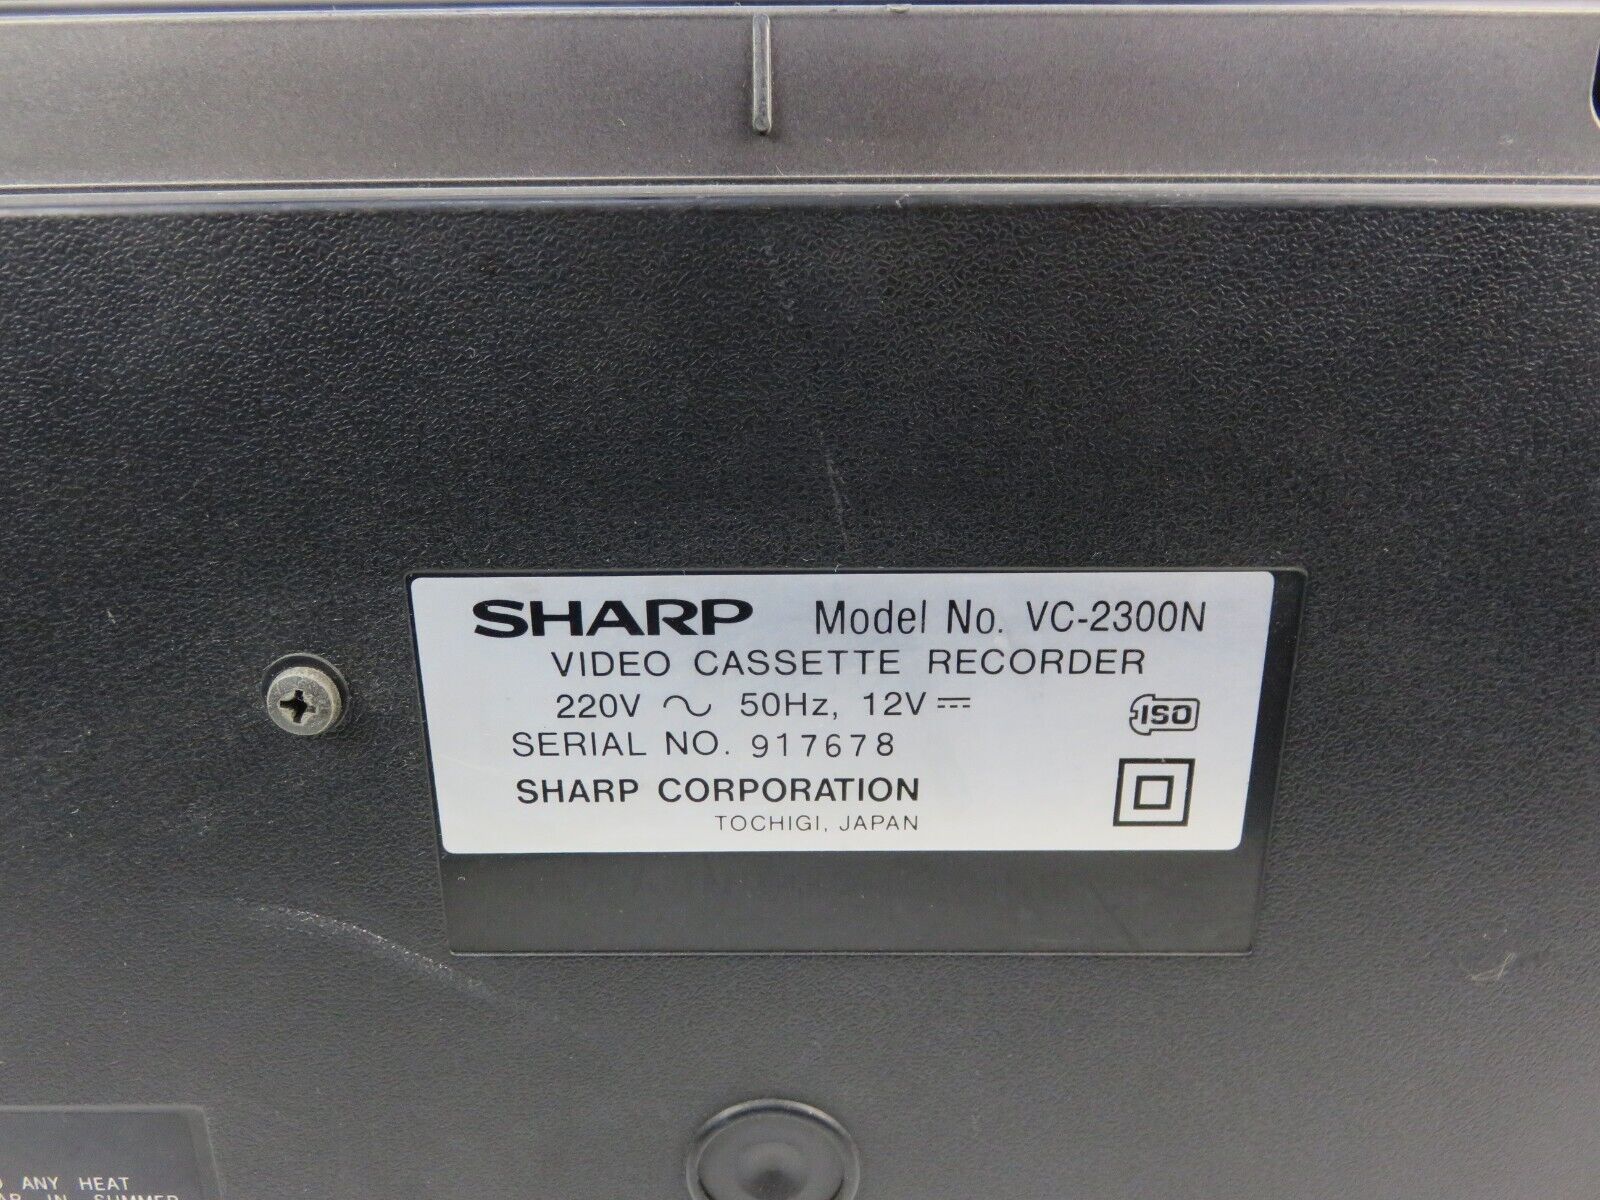 SHARP Model No. VC-2300N
VIDEO CASSETTE RECORDER
220V ~ 50Hz, 12V ⎓
ISO
SERIAL NO. 917678
SHARP CORPORATION
TOCHIGI, JAPAN
ANY HEAT
IN SUMMER